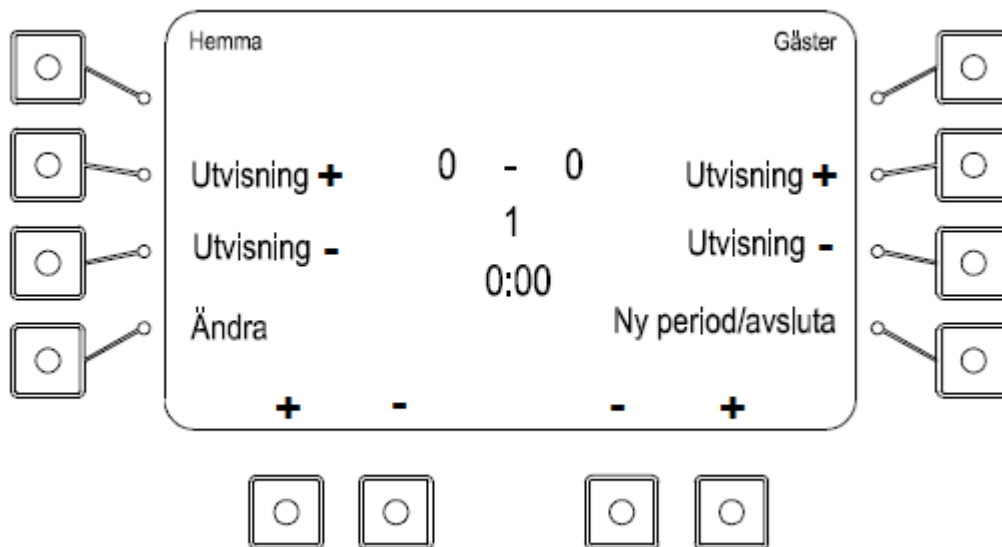 Hemma Gäster
Utvisning + 0 - 0 Utvisning +
1
Utvisning - Utvisning -
0:00
Ändra Ny period/avsluta
+ - - +